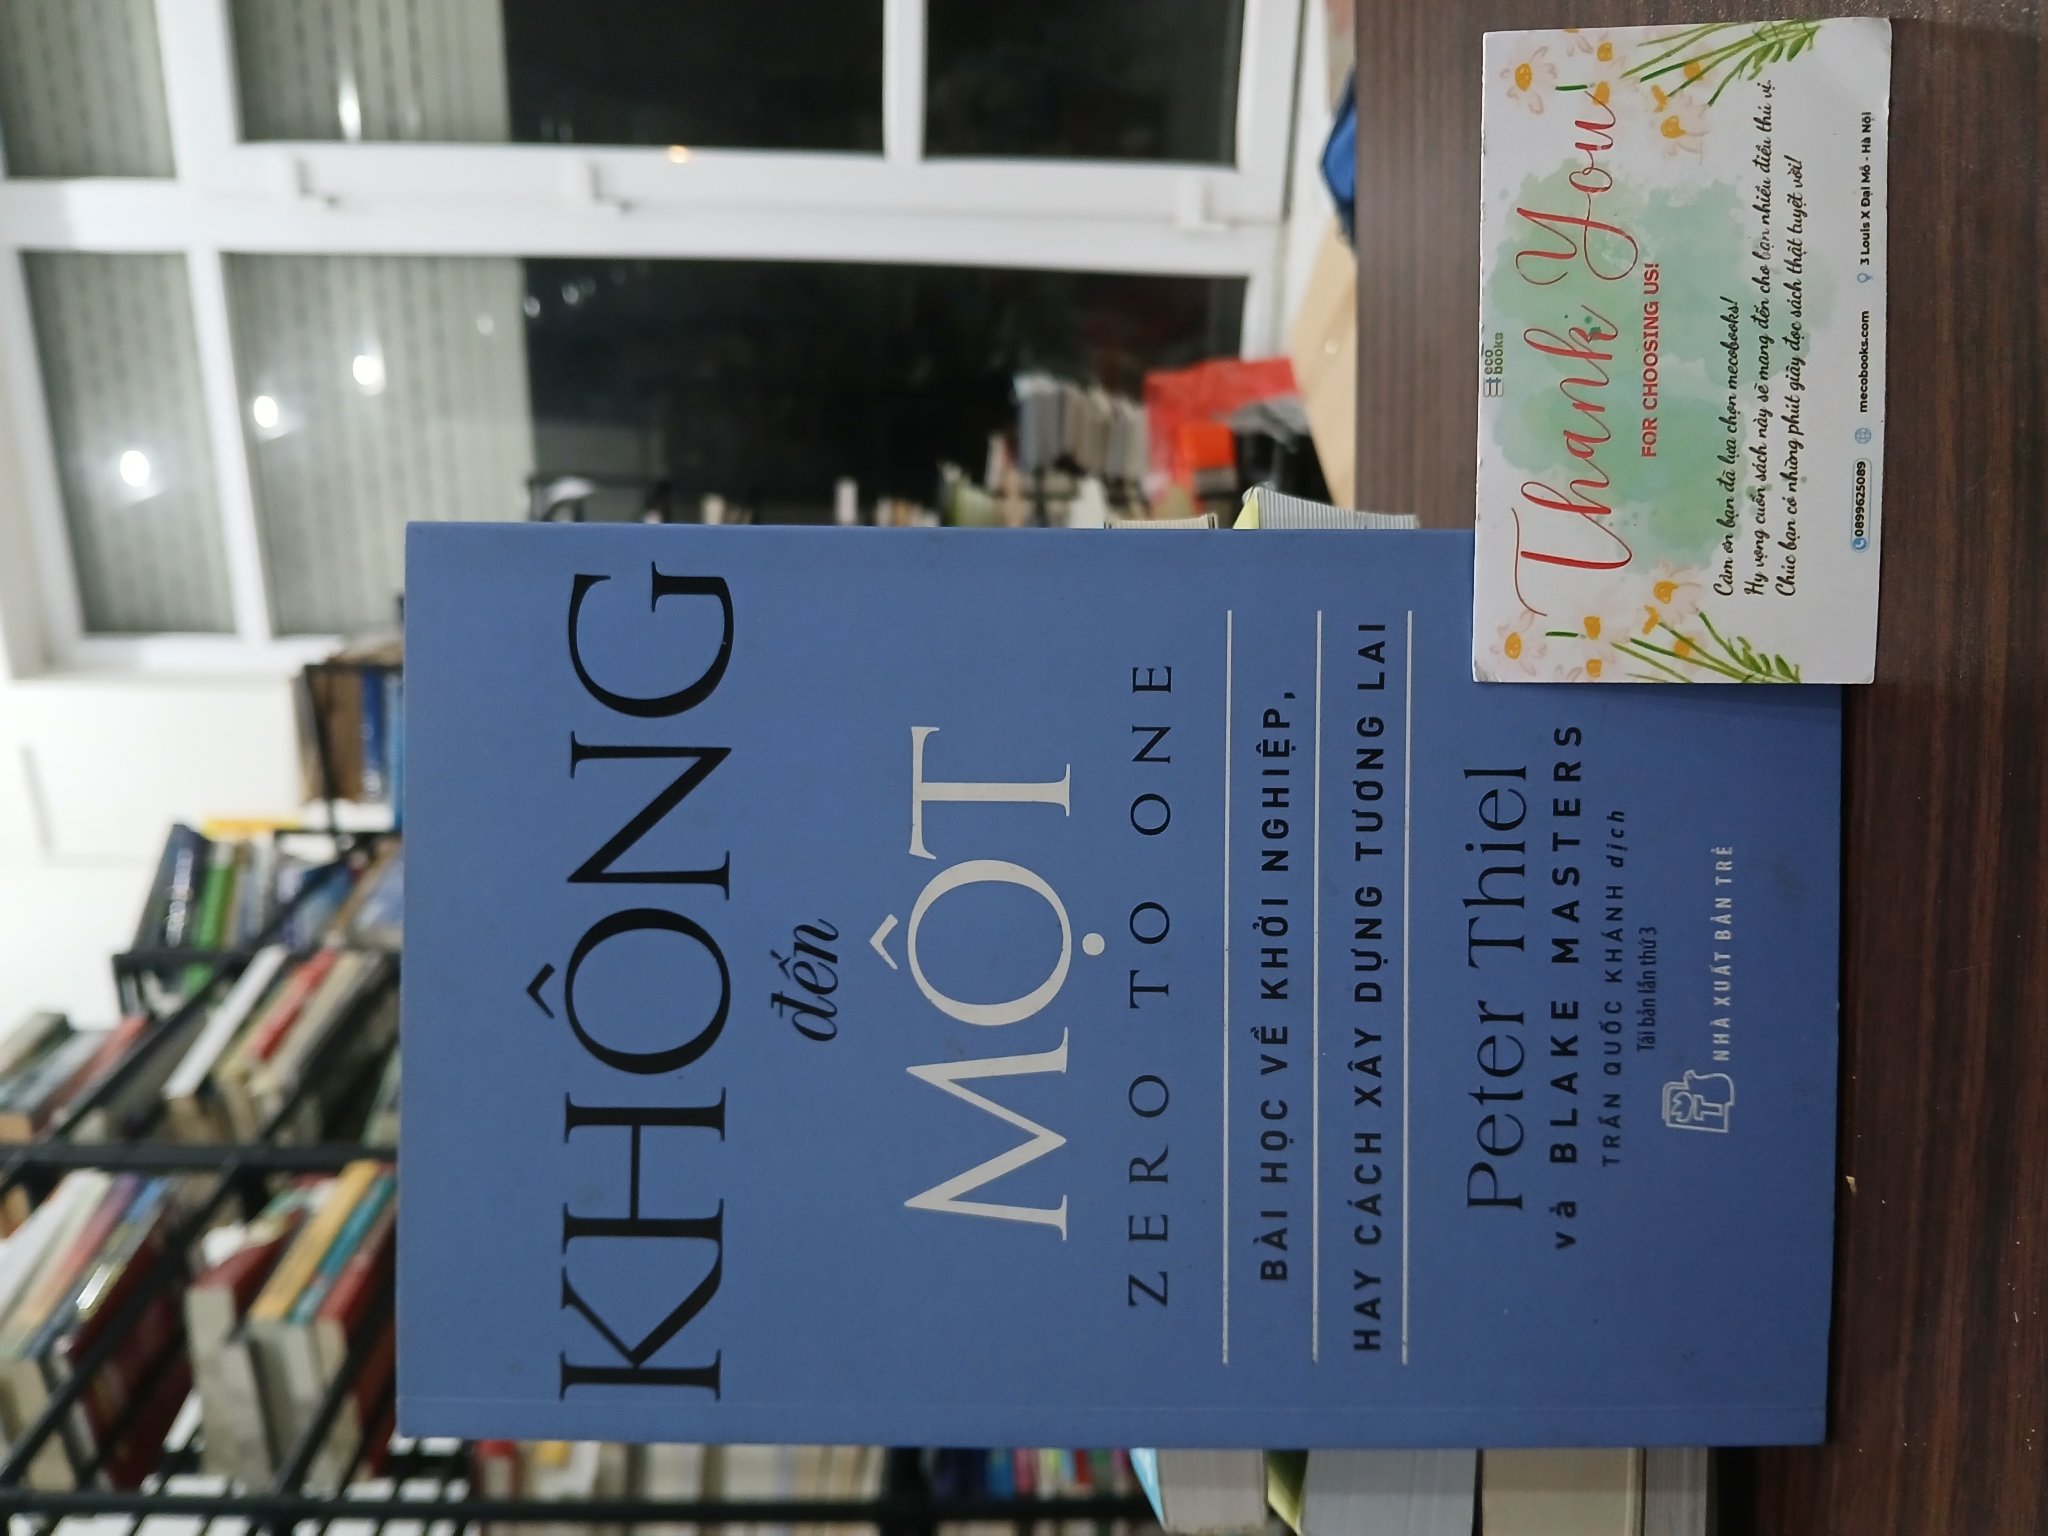 KHÔNG
đến
MỘT
ZERO TO ONE
BÀI HỌC VỀ KHỞI NGHIỆP,
HAY CÁCH XÂY DỰNG TƯƠNG LAI
Peter Thiel
và BLAKE MASTERS
TRẦN QUỐC KHÁNH dịch
Tái bản lần thứ 3
NHÀ XUẤT BẢN TRẺ
eco
books
Thank You!
FOR CHOOSING US!
Cảm ơn bạn đã lựa chọn mecobooks!
Hy vọng cuốn sách này sẽ mang đến cho bạn nhiều điều thú vị.
Chúc bạn có những phút giây đọc sách thật tuyệt vời!
0899625089 mecobooks.com 3 Louis X Đại Mỗ - Hà Nội